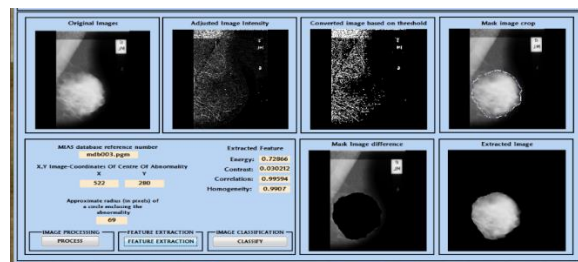 Original Images
Adjusted Image Intensity
Converted image based on threshold
Mask image crop
MIAS database reference number
mdb003.pgm
X,Y Image-Coordinates Of Centre Of Abnormality
X Y
522 280
Approximate radius (in pixels) of
a circle enclosing the
abnormality
69
Extracted Feature
Energy: 0.72866
Contrast: 0.030212
Correlation: 0.99594
Homogeneity: 0.9907
Mask Image difference
Extracted Image
IMAGE PROCESSING
PROCESS
FEATURE EXTRACTION
FEATURE EXTRACTION
IMAGE CLASSIFICATION
CLASSIFY